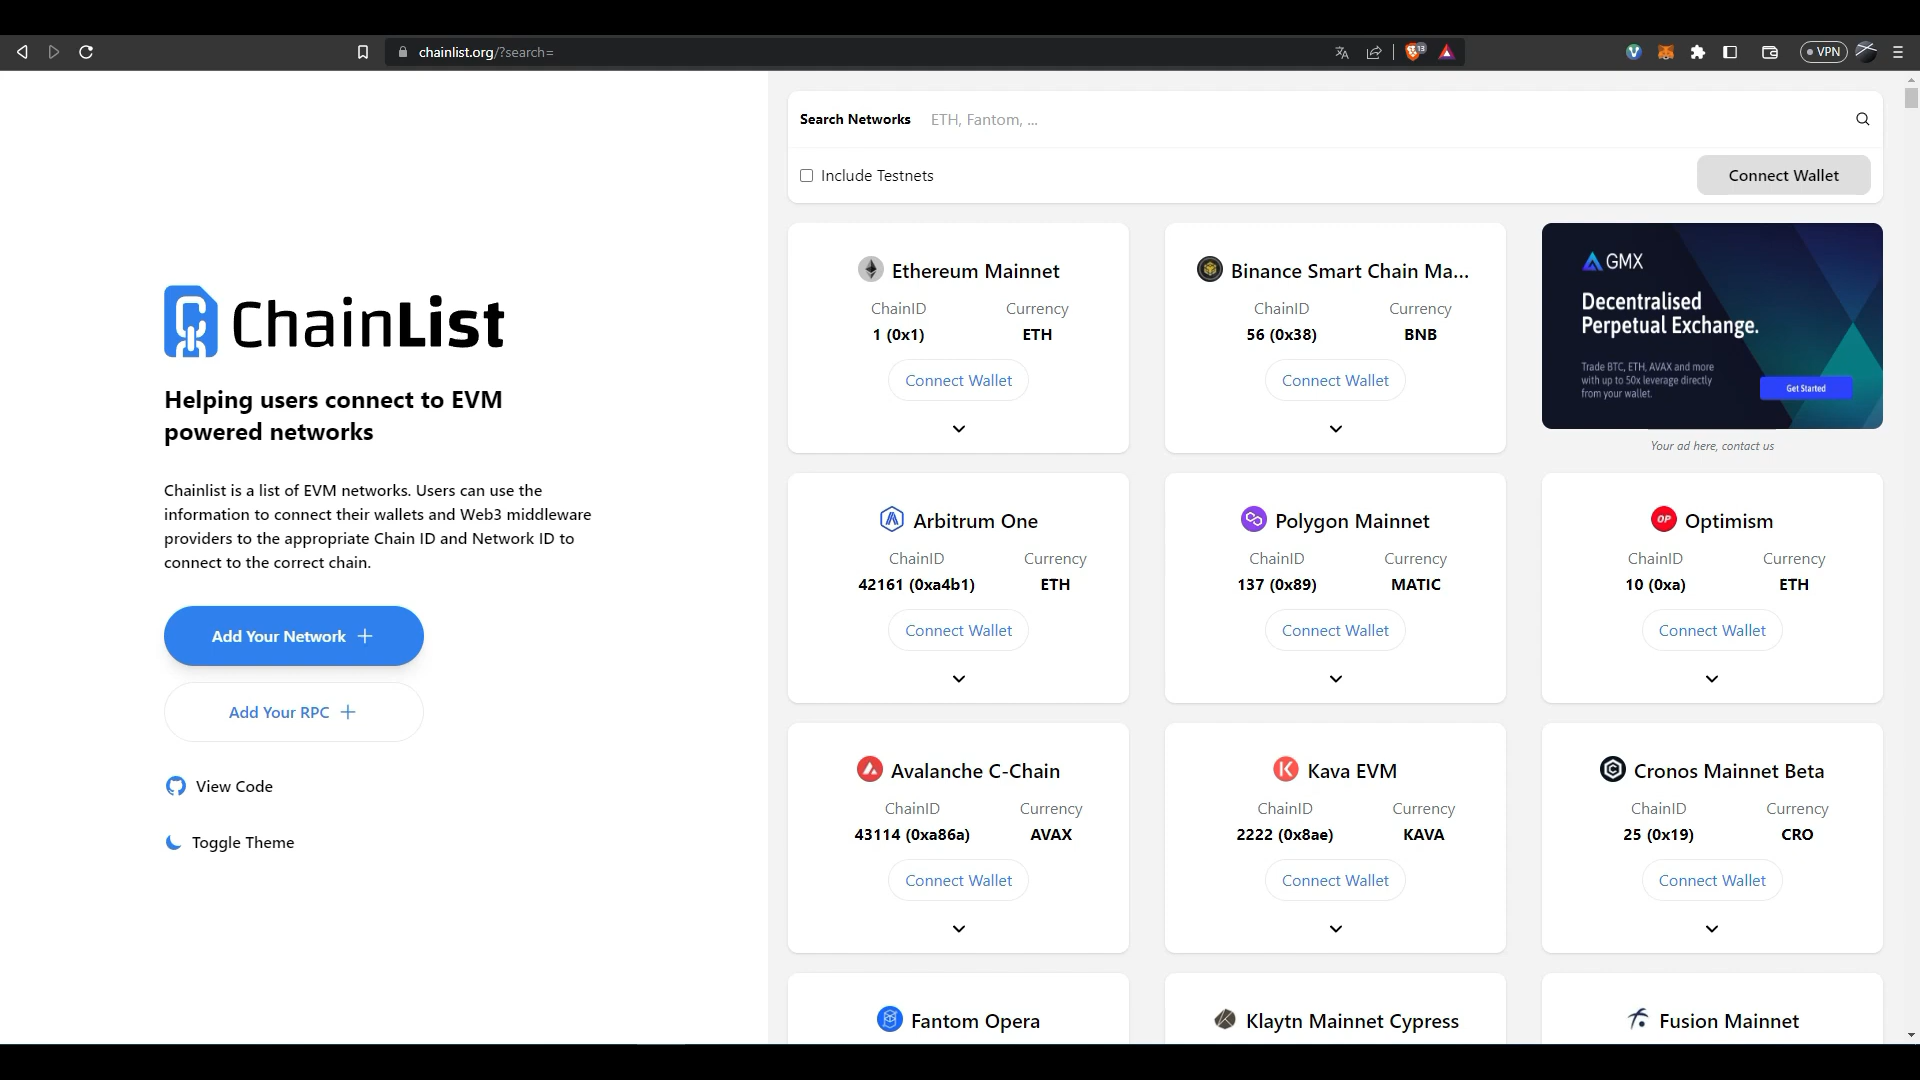 chainlist.org/?search=
13
VPN
ChainList
Helping users connect to EVM
powered networks
Chainlist is a list of EVM networks. Users can use the
information to connect their wallets and Web3 middleware
providers to the appropriate Chain ID and Network ID to
connect to the correct chain.
Add Your Network
Add Your RPC
View Code
Toggle Theme
Search Networks ETH, Fantom, ...
Include Testnets
Connect Wallet
Ethereum Mainnet
ChainID Currency
1 (0x1) ETH
Connect Wallet
Binance Smart Chain Ma...
ChainID Currency
56 (0x38) BNB
Connect Wallet
GMX
Decentralised
Perpetual Exchange.
Trade BTC, ETH, AVAX and more
with up to 50x leverage directly
from your wallet.
Get Started
Your ad here, contact us
Arbitrum One
ChainID Currency
42161 (0xa4b1) ETH
Connect Wallet
Polygon Mainnet
ChainID Currency
137 (0x89) MATIC
Connect Wallet
OP Optimism
ChainID Currency
10 (0xa) ETH
Connect Wallet
Avalanche C-Chain
ChainID Currency
43114 (0xa86a) AVAX
Connect Wallet
Kava EVM
ChainID Currency
2222 (0x8ae) KAVA
Connect Wallet
Cronos Mainnet Beta
ChainID Currency
25 (0x19) CRO
Connect Wallet
Fantom Opera
Klaytn Mainnet Cypress
Fusion Mainnet